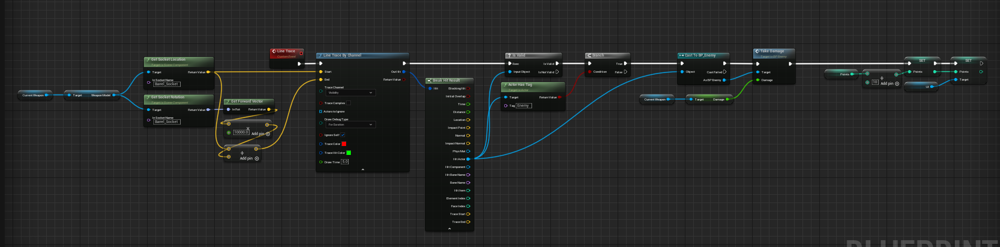 Current Weapon
Target
Weapon Model
Get Socket Location
Target is Scene Component
Target
Return Value
In Socket Name
Barrel_Socket
Get Socket Rotation
Target is Scene Component
Target
Return Value
In Socket Name
Barrel_Socket
Get Forward Vector
In Rot
Return Value
10000.0
Add pin
Add pin
Line Trace
Custom Event
Line Trace By Channel
Start
Out Hit
End
Return Value
Trace Channel
Visibility
Trace Complex
Actors to Ignore
Draw Debug Type
For Duration
Ignore Self
Trace Color
Trace Hit Color
Draw Time
5.0
Break Hit Result
Hit
Blocking Hit
Initial Overlap
Time
Distance
Location
Impact Point
Normal
Impact Normal
Phys Mat
Hit Actor
Hit Component
Hit Bone Name
Bone Name
Hit Item
Element Index
Face Index
Trace Start
Trace End
? Is Valid
Exec
Is Valid
Input Object
Is Not Valid
Actor Has Tag
Target is Actor
Target
Return Value
Tag
Enemy
Branch
True
Condition
False
Cast To BP_Enemy
Object
Cast Failed
As BP Enemy
Current Weapon
Target
Damage
Take Damage
Target is BP Enemy
Target
Damage
Points
10
Add pin
SET
Points
UI
SET
Points
Target
BLUEPRINT